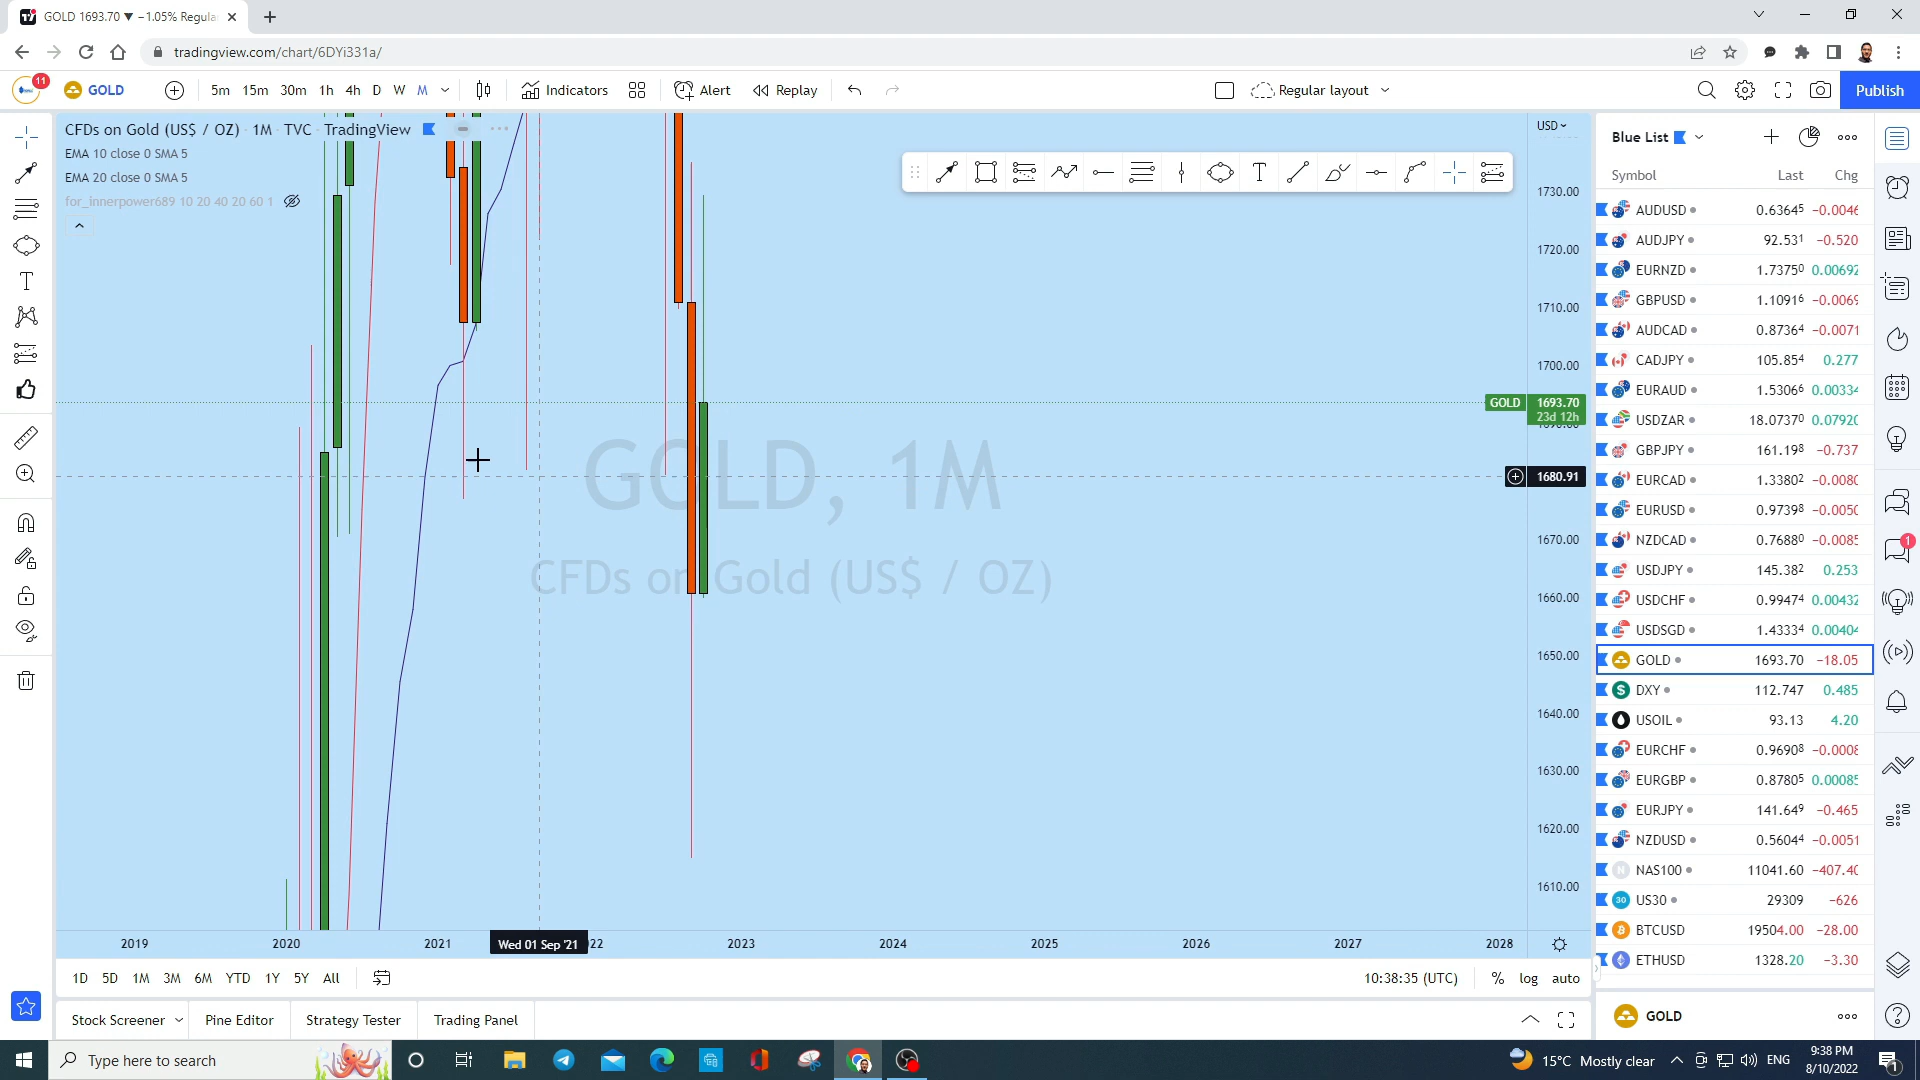 GOLD 1693.70 ▼ −1.05% Regula
tradingview.com/chart/6DYi331a/
11
GOLD
5m 15m 30m 1h 4h D W M
Indicators
Alert
Replay
Regular layout
Publish
CFDs on Gold (US$ / OZ) · 1M · TVC · TradingView
EMA 10 close 0 SMA 5
EMA 20 close 0 SMA 5
for_innerpower689 10 20 40 20 60 1
USD
1730.00
1720.00
1710.00
1700.00
GOLD 1693.70
23d 12h
1680.91
1670.00
1660.00
1650.00
1640.00
1630.00
1620.00
1610.00
GOLD, 1M
CFDs on Gold (US$ / OZ)
2019 2020 2021 Wed 01 Sep '21 22 2023 2024 2025 2026 2027 2028
1D 5D 1M 3M 6M YTD 1Y 5Y All
10:38:35 (UTC) % log auto
Stock Screener Pine Editor Strategy Tester Trading Panel
Blue List
Symbol Last Chg
AUDUSD 0.63645 −0.0046
AUDJPY 92.531 −0.520
EURNZD 1.73750 0.00692
GBPUSD 1.10916 −0.0069
AUDCAD 0.87364 −0.0071
CADJPY 105.854 0.277
EURAUD 1.53066 0.00334
USDZAR 18.07370 0.07920
GBPJPY 161.198 −0.737
EURCAD 1.33802 −0.0080
EURUSD 0.97398 −0.0050
NZDCAD 0.76880 −0.0085
USDJPY 145.382 0.253
USDCHF 0.99474 0.00432
USDSGD 1.43334 0.00404
GOLD 1693.70 −18.05
DXY 112.747 0.485
USOIL 93.13 4.20
EURCHF 0.96908 −0.0008
EURGBP 0.87805 0.00085
EURJPY 141.649 −0.465
NZDUSD 0.56044 −0.0051
NAS100 11041.60 −407.40
US30 29309 −626
BTCUSD 19504.00 −28.00
ETHUSD 1328.20 −3.30
GOLD
1
Type here to search
15°C Mostly clear
ENG
9:38 PM
8/10/2022
1